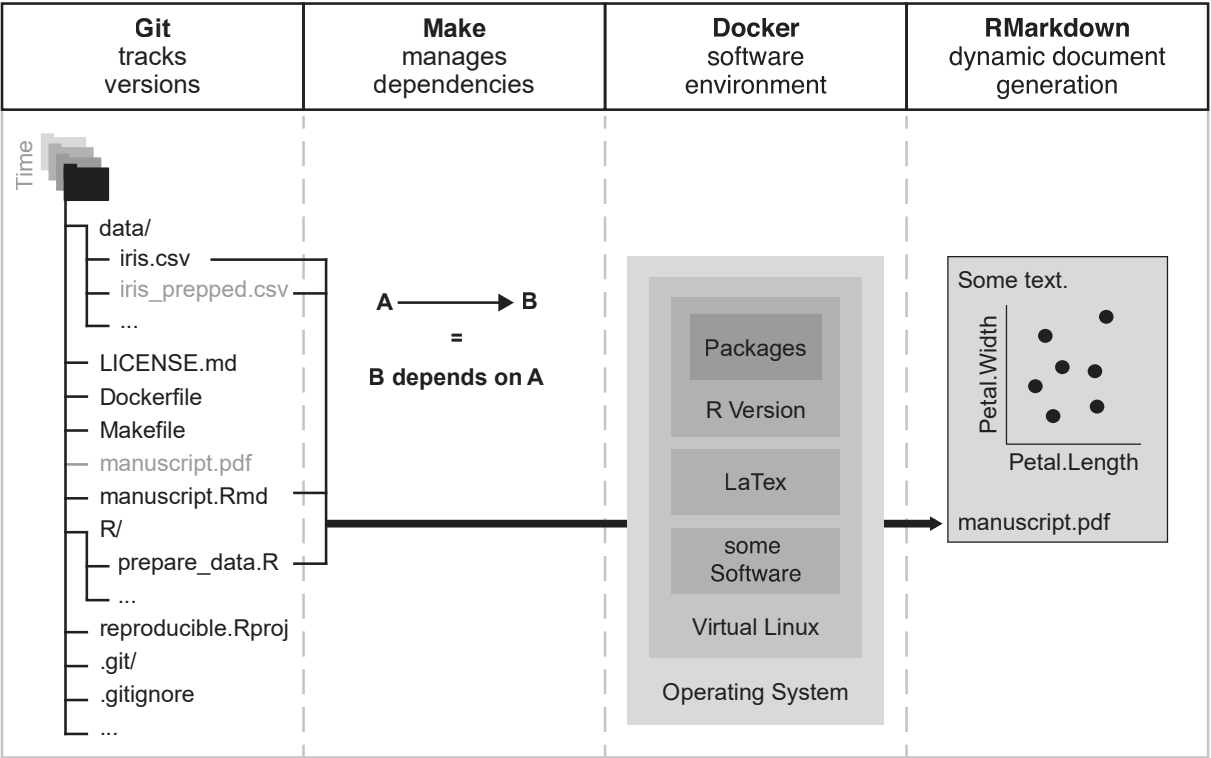 Git
tracks
versions
Make
manages
dependencies
Docker
software
environment
RMarkdown
dynamic document
generation
Time
data/
iris.csv
iris_prepped.csv
...
LICENSE.md
Dockerfile
Makefile
manuscript.pdf
manuscript.Rmd
R/
prepare_data.R
...
reproducible.Rproj
.git/
.gitignore
...
A B
=
B depends on A
Packages
R Version
LaTex
some
Software
Virtual Linux
Operating System
Some text.
Petal.Width
Petal.Length
manuscript.pdf